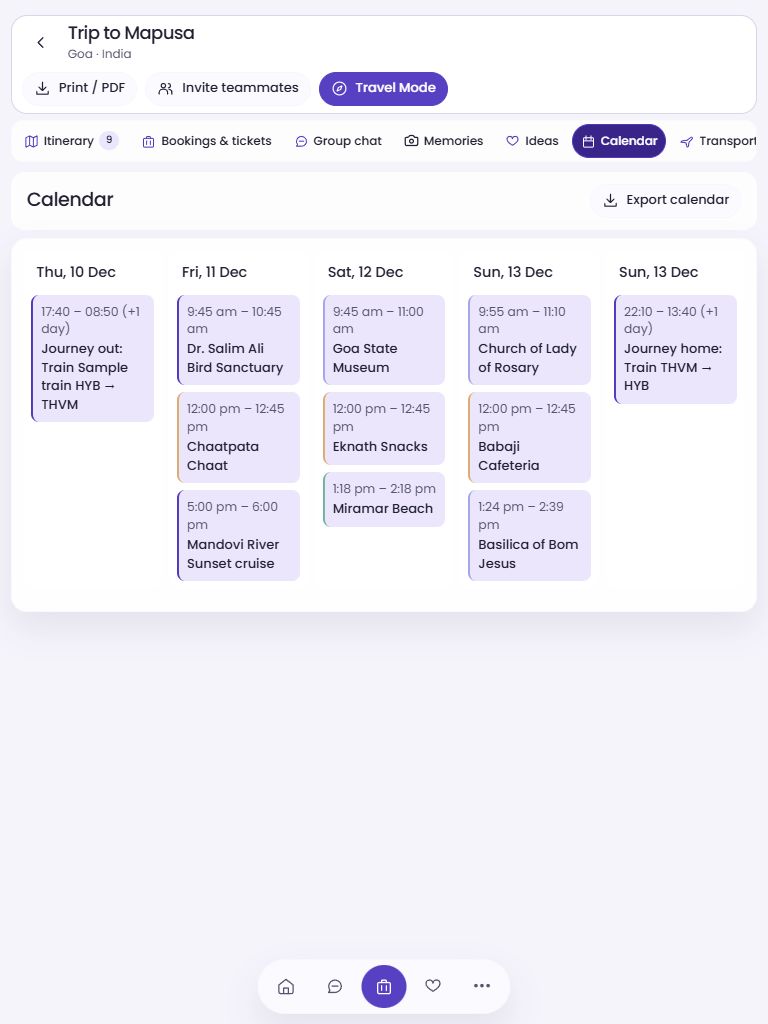 Trip to Mapusa
Goa · India
Print / PDF
Invite teammates
Travel Mode
Itinerary 9
Bookings & tickets
Group chat
Memories
Ideas
Calendar
Transport
Calendar
Export calendar
Thu, 10 Dec
17:40 – 08:50 (+1
day)
Journey out:
Train Sample
train HYB →
THVM
Fri, 11 Dec
9:45 am – 10:45
am
Dr. Salim Ali
Bird Sanctuary
12:00 pm – 12:45
pm
Chaatpata
Chaat
5:00 pm – 6:00
pm
Mandovi River
Sunset cruise
Sat, 12 Dec
9:45 am – 11:00
am
Goa State
Museum
12:00 pm – 12:45
pm
Eknath Snacks
1:18 pm – 2:18 pm
Miramar Beach
Sun, 13 Dec
9:55 am – 11:10
am
Church of Lady
of Rosary
12:00 pm – 12:45
pm
Babaji
Cafeteria
1:24 pm – 2:39
pm
Basilica of Bom
Jesus
Sun, 13 Dec
22:10 – 13:40 (+1
day)
Journey home:
Train THVM →
HYB